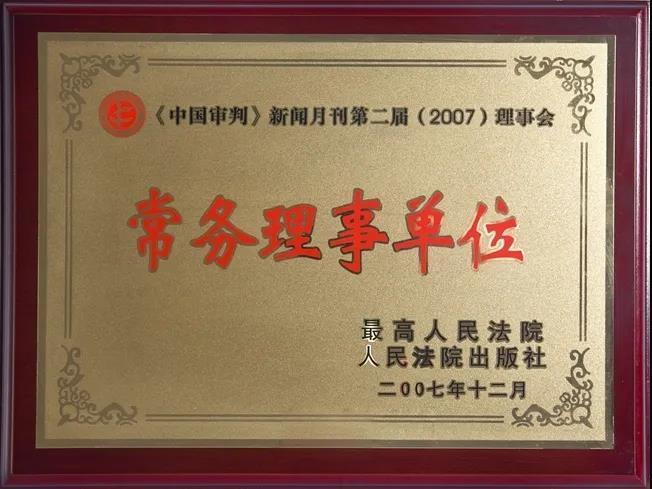 《中国审判》新闻月刊第二届（2007）理事会
常务理事单位
最高人民法院
人民法院出版社
二00七年十二月